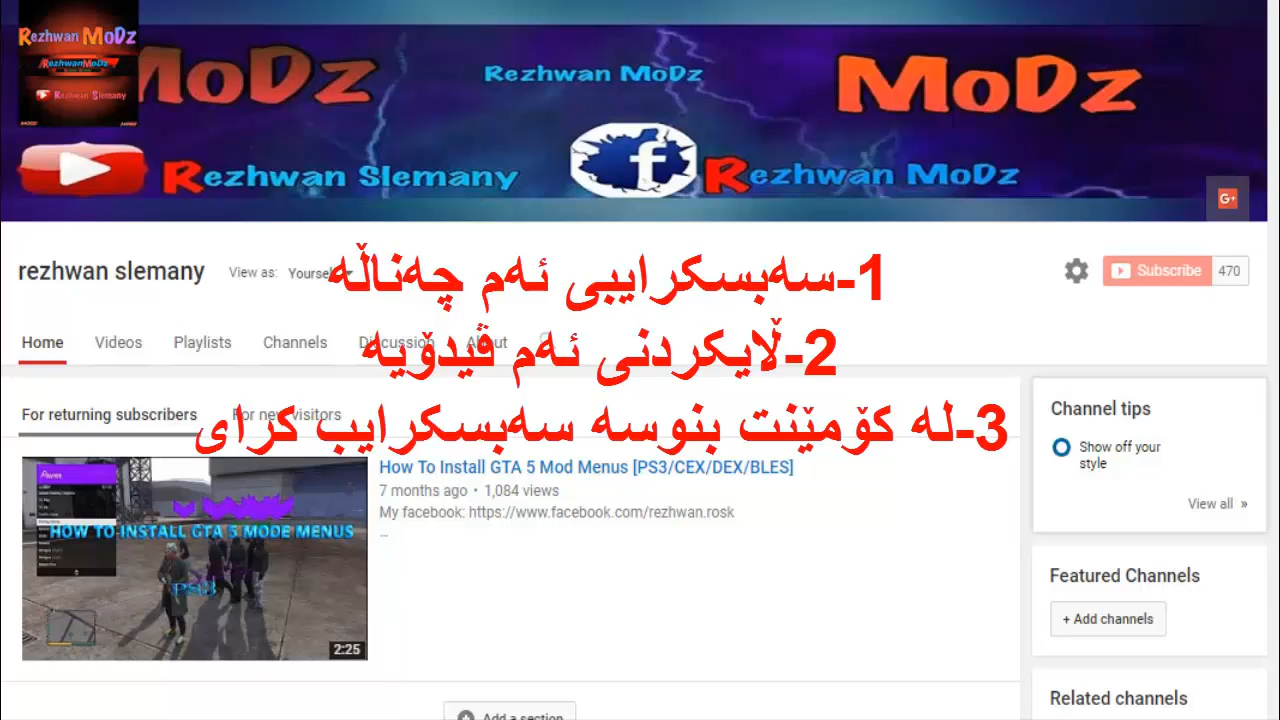 Rezhwan MoDz
RezhwanMoDz
Rezhwan Slemany
MoDz
Rezhwan MoDz
MoDz
Rezhwan Slemany
Rezhwan MoDz
G+
rezhwan slemany
View as:
Subscribe 470
1-سەبسکرایبی ئەم چەناڵە
Home Videos Playlists Channels Discussion About
2-ڵایکردنی ئەم ڤیدۆیە
For returning subscribers For new visitors
3-لە کۆمێنت بنوسە سەبسکرایب کرای
How To Install GTA 5 Mod Menus [PS3/CEX/DEX/BLES]
7 months ago • 1,084 views
My facebook: https://www.facebook.com/rezhwan.rosk
...
HOW TO INSTALL GTA 5 MODE MENUS
PS3
2:25
Channel tips
Show off your
style
View all »
Featured Channels
+ Add channels
Related channels
Add a section